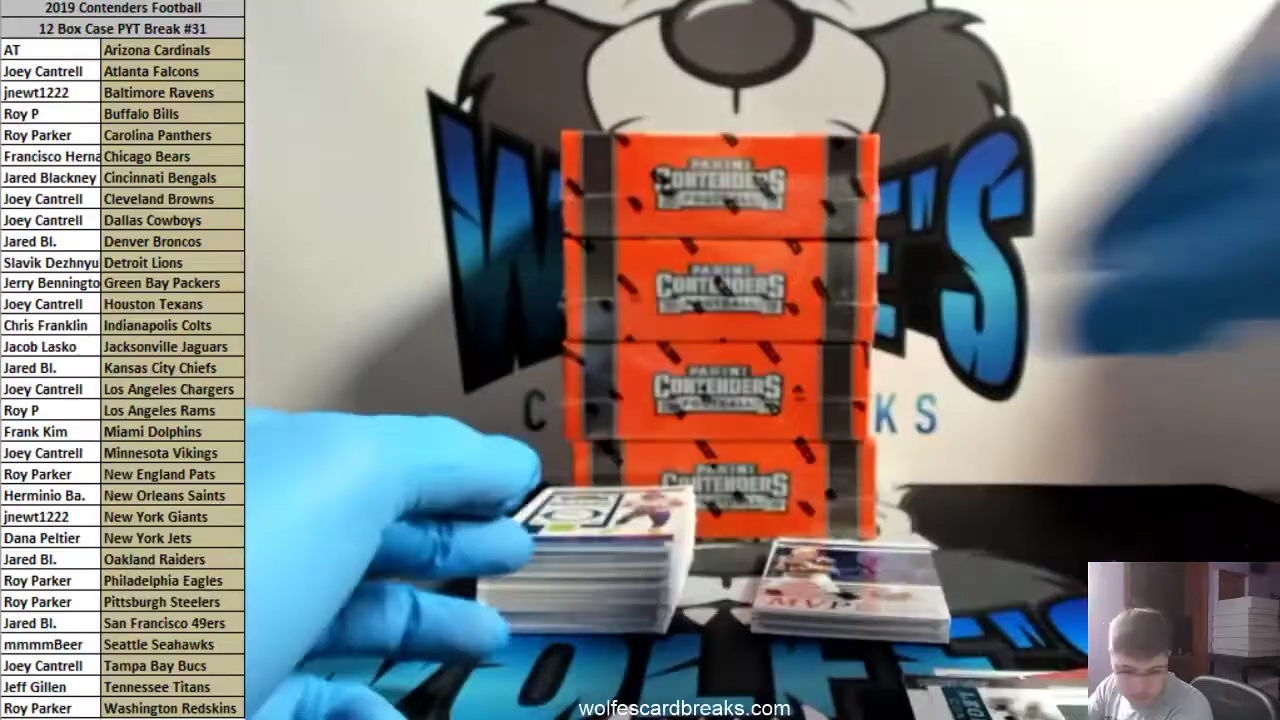 2019 Contenders Football
12 Box Case PYT Break #31
AT Arizona Cardinals
Joey Cantrell Atlanta Falcons
jnewt1222 Baltimore Ravens
Roy P Buffalo Bills
Roy Parker Carolina Panthers
Francisco Herna Chicago Bears
Jared Blackney Cincinnati Bengals
Joey Cantrell Cleveland Browns
Joey Cantrell Dallas Cowboys
Jared Bl. Denver Broncos
Slavik Dezhnyu Detroit Lions
Jerry Benningto Green Bay Packers
Joey Cantrell Houston Texans
Chris Franklin Indianapolis Colts
Jacob Lasko Jacksonville Jaguars
Jared Bl. Kansas City Chiefs
Joey Cantrell Los Angeles Chargers
Roy P Los Angeles Rams
Frank Kim Miami Dolphins
Joey Cantrell Minnesota Vikings
Roy Parker New England Pats
Herminio Ba. New Orleans Saints
jnewt1222 New York Giants
Dana Peltier New York Jets
Jared Bl. Oakland Raiders
Roy Parker Philadelphia Eagles
Roy Parker Pittsburgh Steelers
Jared Bl. San Francisco 49ers
mmmmBeer Seattle Seahawks
Joey Cantrell Tampa Bay Bucs
Jeff Gillen Tennessee Titans
Roy Parker Washington Redskins
PANINI
CONTENDERS
FOOTBALL
PANINI
CONTENDERS
FOOTBALL
PANINI
CONTENDERS
FOOTBALL
PANINI
CONTENDERS
MVP
wolfescardbreaks.com